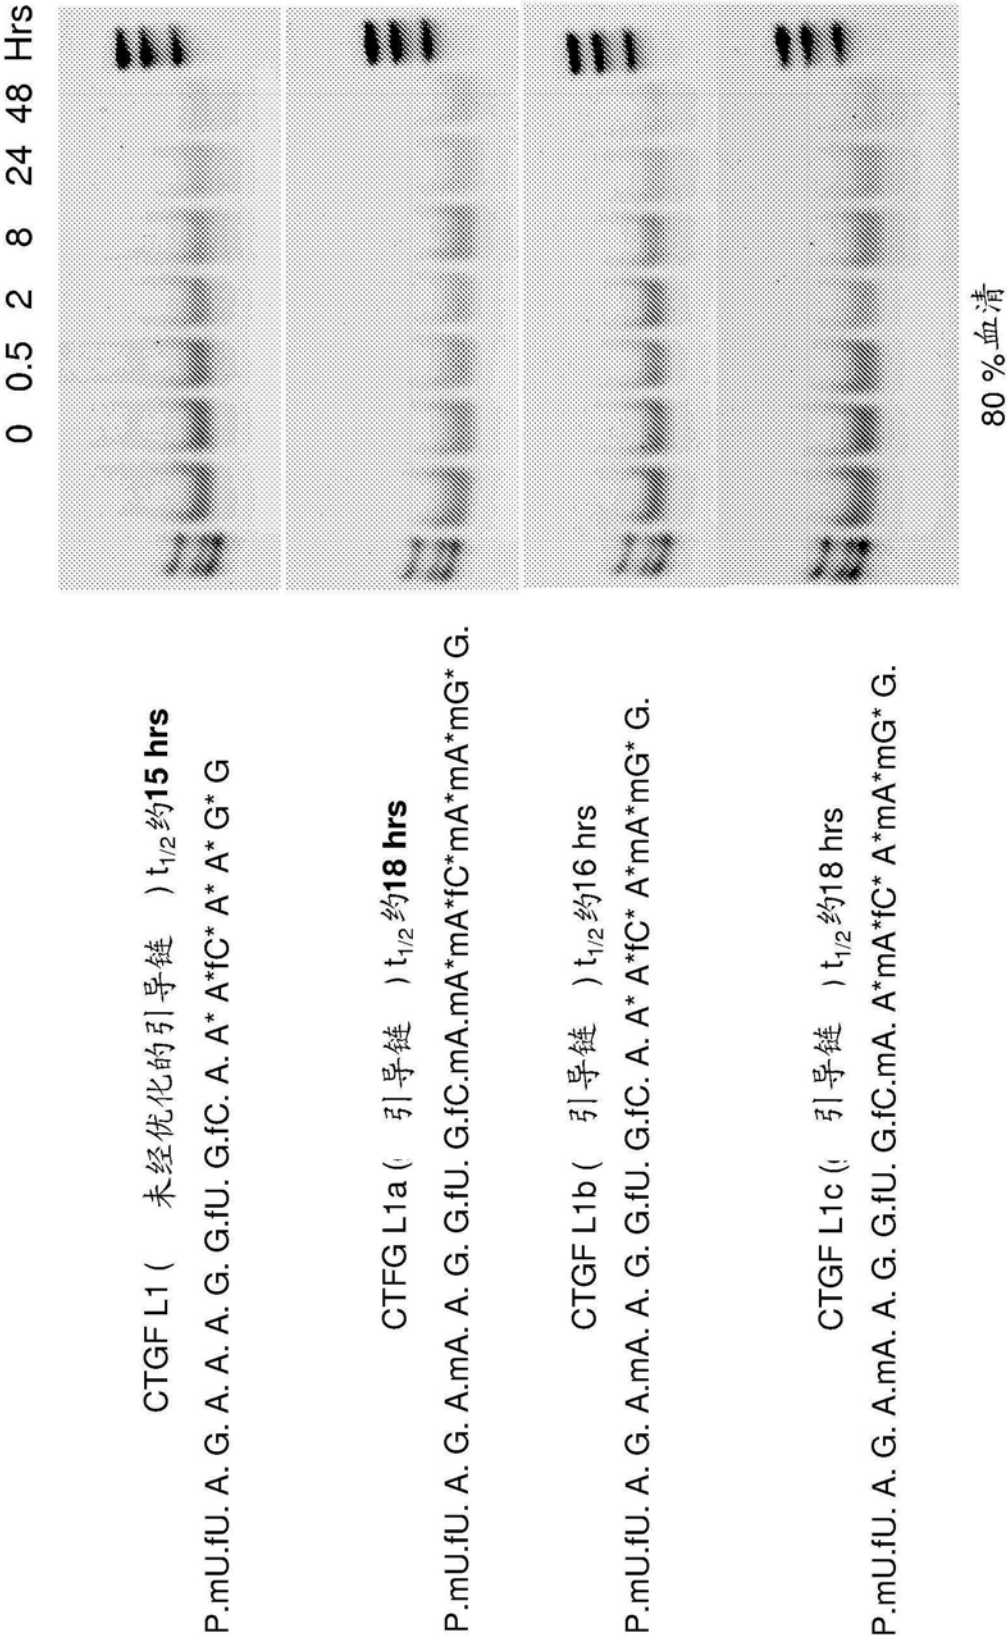 0 0.5 2 8 24 48 Hrs
CTGF L1 ( 未经优化的引导链 ) t1/2约15 hrs
P.mU.fU. A. G. A. A. A. G. G.fU. G.fC. A. A* A*fC* A* A* G* G
CTFG L1a ( 引导链 ) t1/2约18 hrs
P.mU.fU. A. G. A.mA. A. G. G.fU. G.fC.mA.mA*mA*fC*mA*mA*mG* G.
CTGF L1b ( 引导链 ) t1/2约16 hrs
P.mU.fU. A. G. A.mA. A. G. G.fU. G.fC. A. A* A*fC* A*mA*mG* G.
CTGF L1c ( 引导链 ) t1/2约18 hrs
P.mU.fU. A. G. A.mA. A. G. G.fU. G.fC.mA. A*mA*fC* A*mA*mG* G.
80 %血清